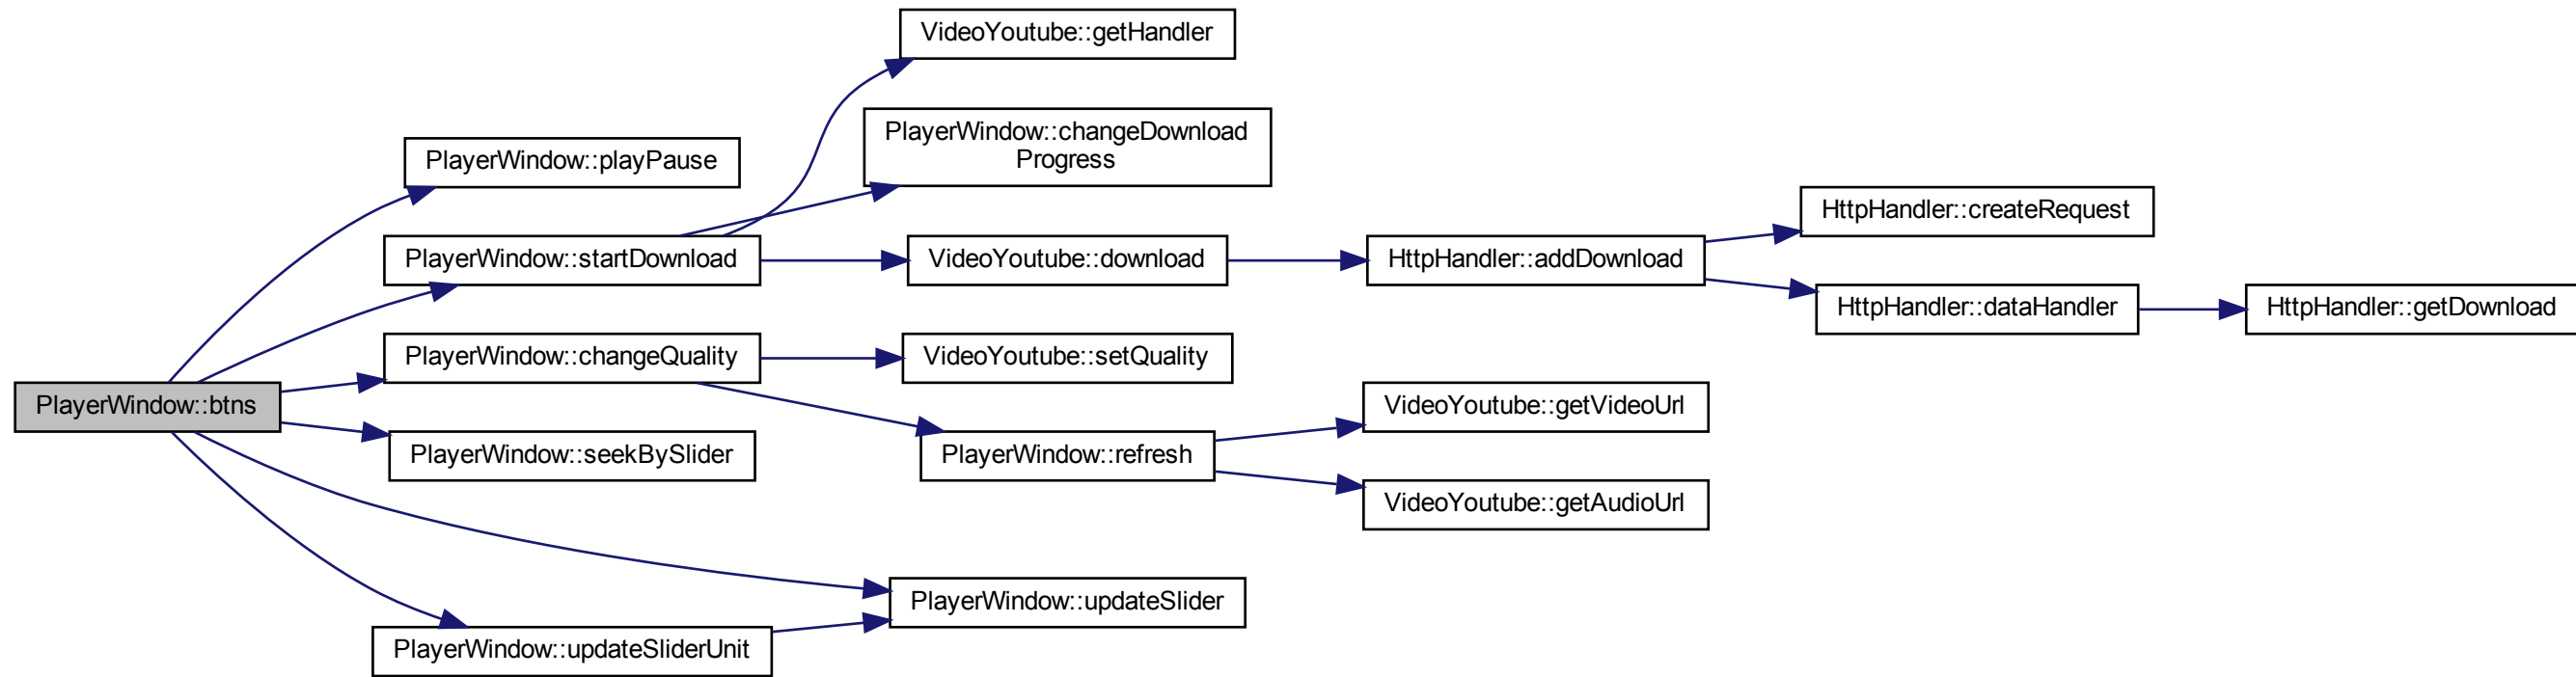 VideoYoutube::getHandler
PlayerWindow::changeDownload
Progress
PlayerWindow::playPause
HttpHandler::createRequest
PlayerWindow::startDownload
VideoYoutube::download
HttpHandler::addDownload
HttpHandler::dataHandler
HttpHandler::getDownload
PlayerWindow::changeQuality
VideoYoutube::setQuality
PlayerWindow::btns
VideoYoutube::getVideoUrl
PlayerWindow::seekBySlider
PlayerWindow::refresh
VideoYoutube::getAudioUrl
PlayerWindow::updateSlider
PlayerWindow::updateSliderUnit